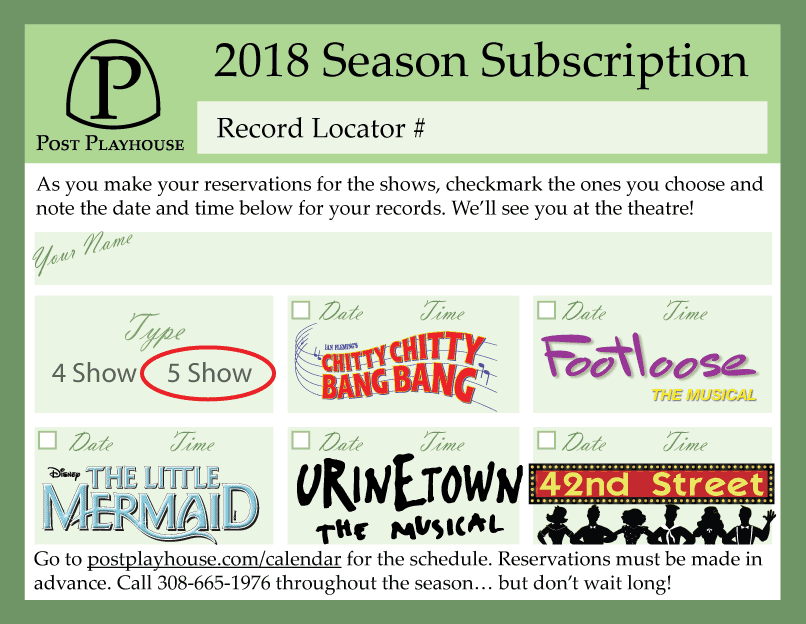 P
POST PLAYHOUSE
2018 Season Subscription
Record Locator #
As you make your reservations for the shows, checkmark the ones you choose and
note the date and time below for your records. We’ll see you at the theatre!
Your Name
Type
4 Show 5 Show
Date Time
IAN FLEMING'S
CHITTY CHITTY
BANG BANG
Date Time
Footloose
THE MUSICAL
Date Time
DISNEY
THE LITTLE
MERMAID
Date Time
URINETOWN
THE MUSICAL
Date Time
42nd Street
Go to postplayhouse.com/calendar for the schedule. Reservations must be made in
advance. Call 308-665-1976 throughout the season… but don’t wait long!